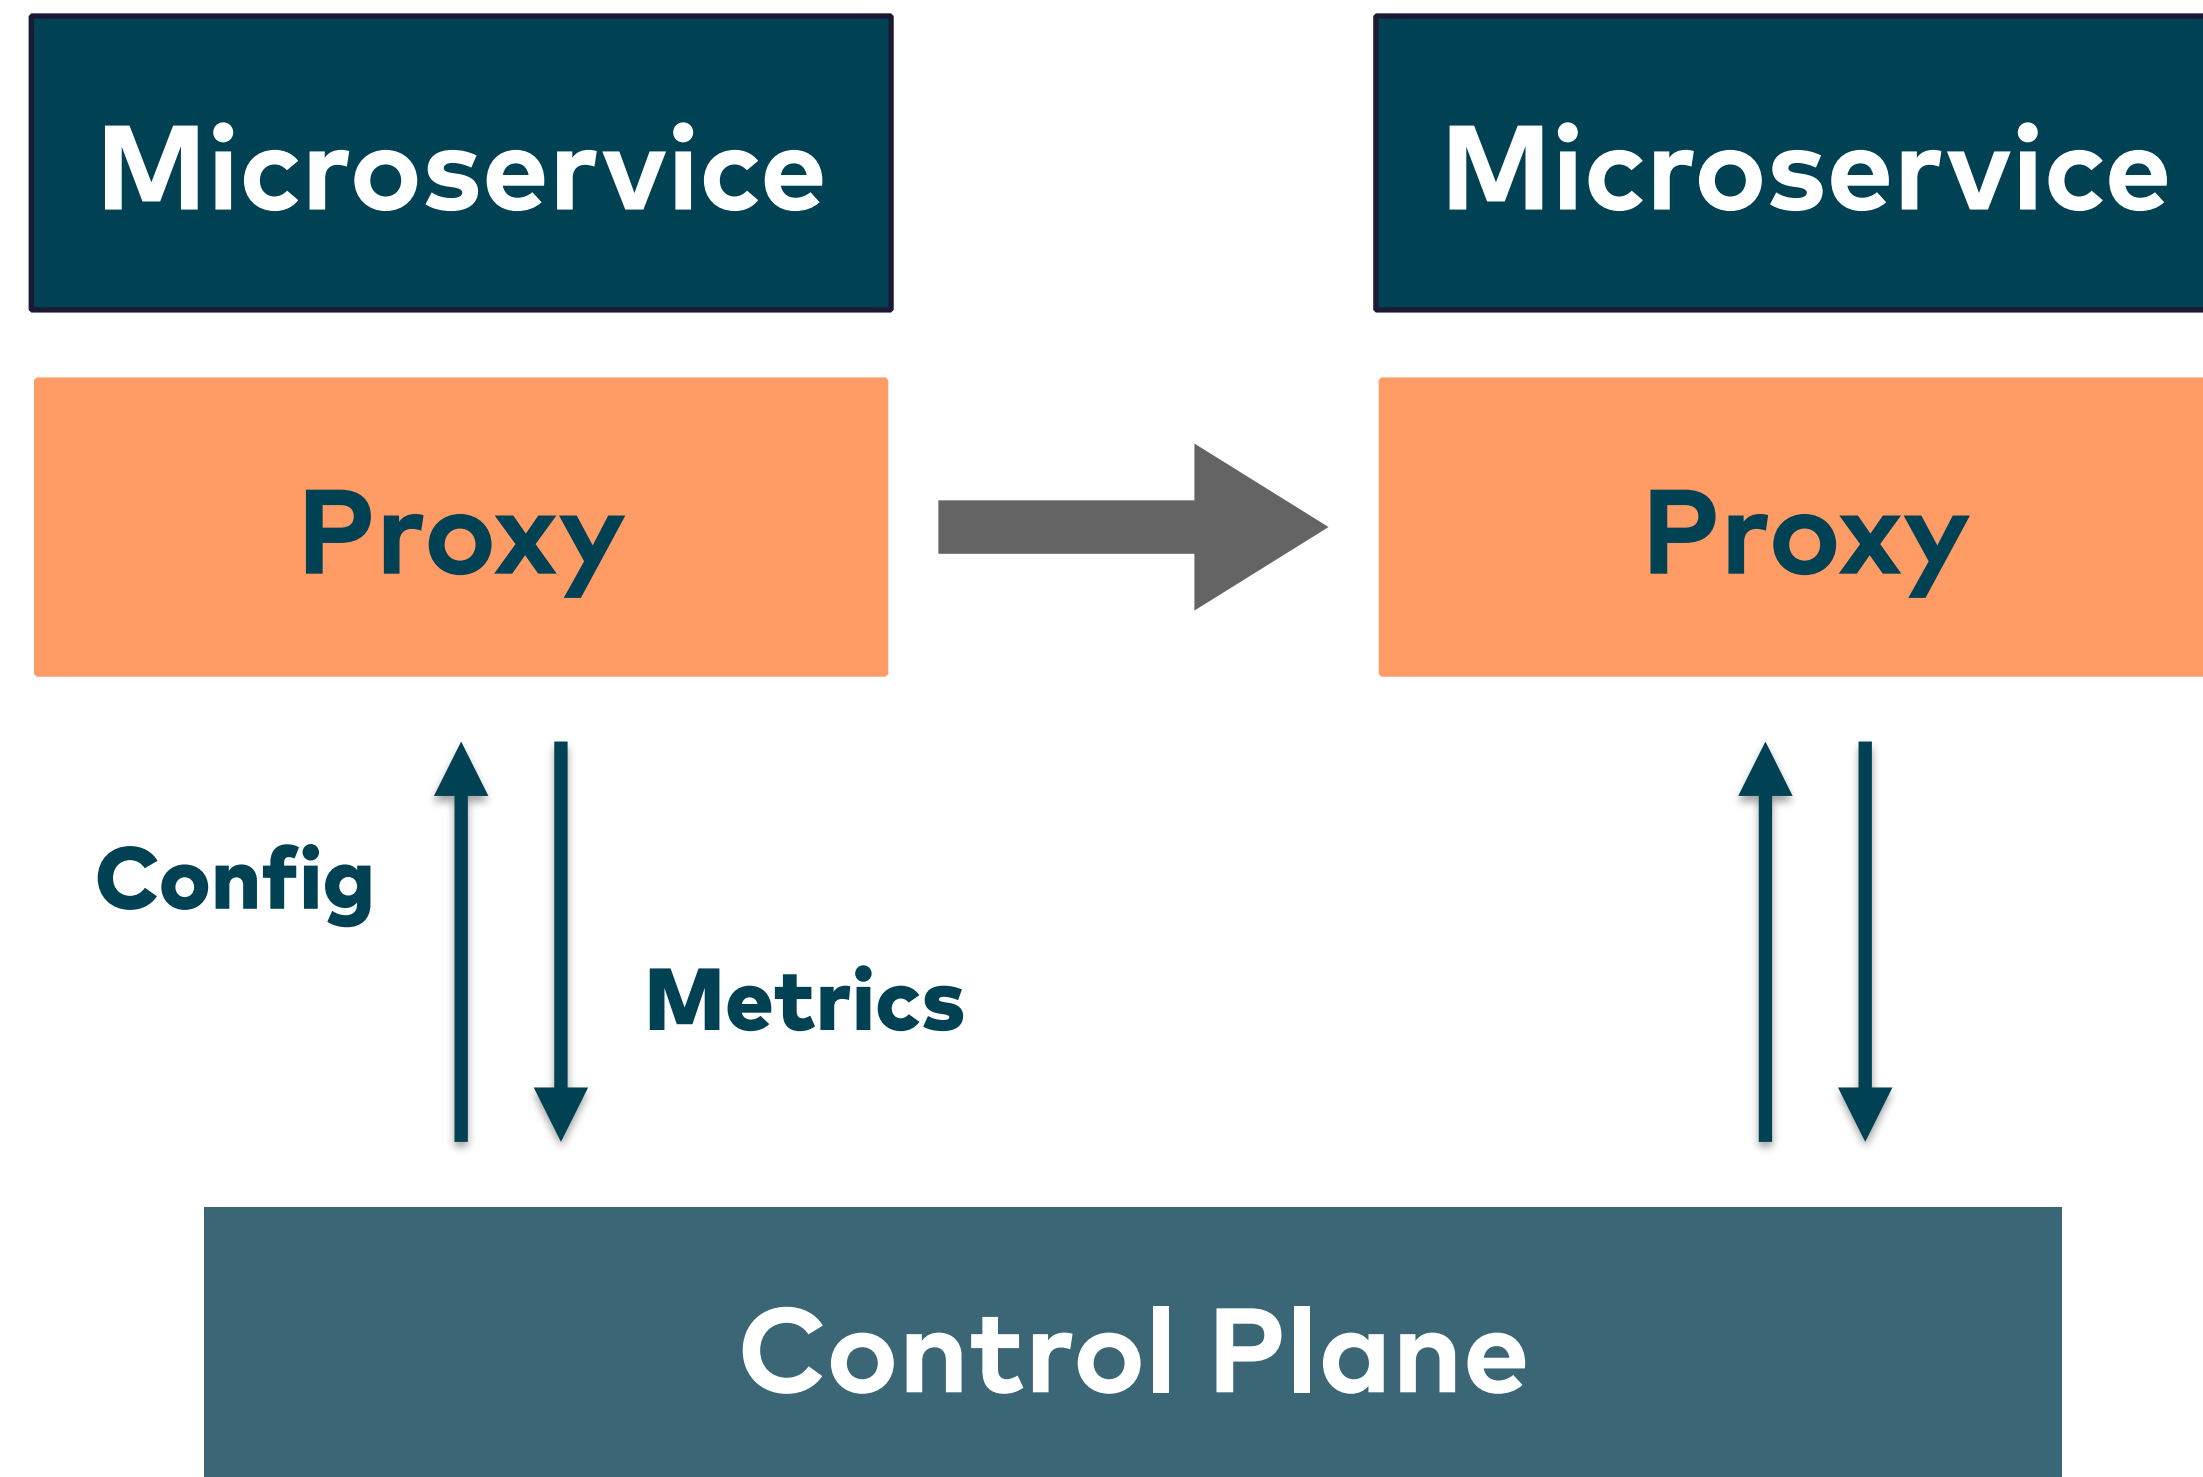 Microservice
Microservice
Proxy
Proxy
Config
Metrics
Control Plane